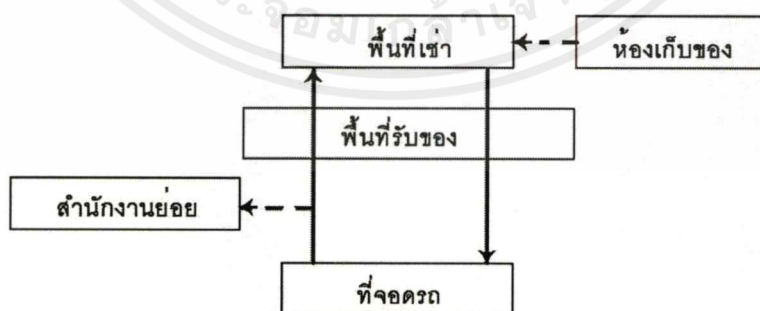 พื้นที่เช่า
ห้องเก็บของ
พื้นที่รับของ
สำนักงานย่อย
ที่จอดรถ